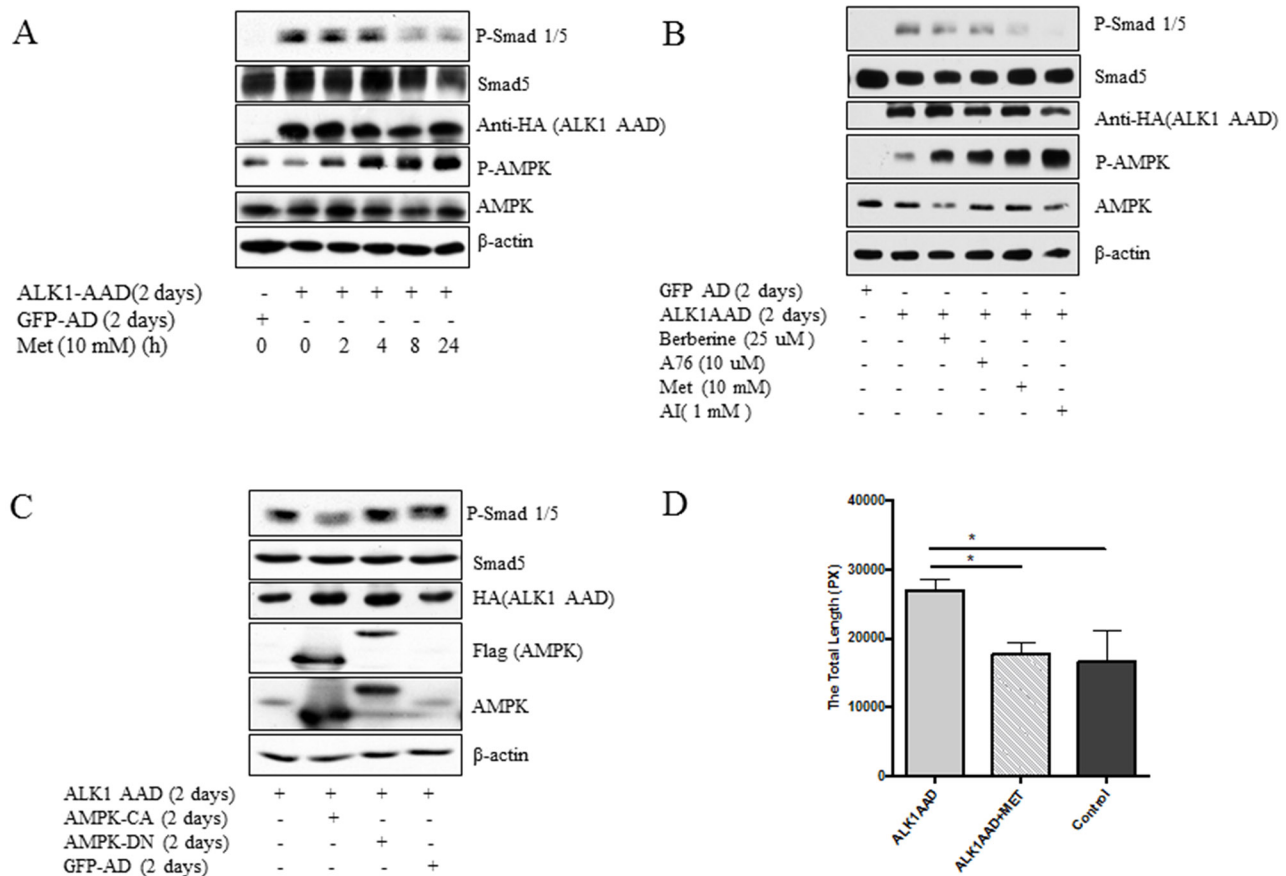 A
P-Smad 1/5
Smad5
Anti-HA (ALK1 AAD)
P-AMPK
AMPK
β-actin
ALK1-AAD(2 days) - + + + + +
GFP-AD (2 days) + - - - - -
Met (10 mM) (h) 0 0 2 4 8 24
B
P-Smad 1/5
Smad5
Anti-HA(ALK1 AAD)
P-AMPK
AMPK
β-actin
GFP AD (2 days) + - - - - -
ALK1AAD (2 days) - + + + + +
Berberine (25 uM ) - - + - - -
A76 (10 uM) - - - + - -
Met (10 mM) - - - - + -
AI( 1 mM ) - - - - - +
C
P-Smad 1/5
Smad5
HA(ALK1 AAD)
Flag (AMPK)
AMPK
β-actin
ALK1 AAD (2 days) + + + +
AMPK-CA (2 days) - + - -
AMPK-DN (2 days) - - + -
GFP-AD (2 days) - - - +
D
The Total Length (PX)
40000
30000
20000
10000
0
*
*
ALK1AAD
ALK1AAD+MET
Control